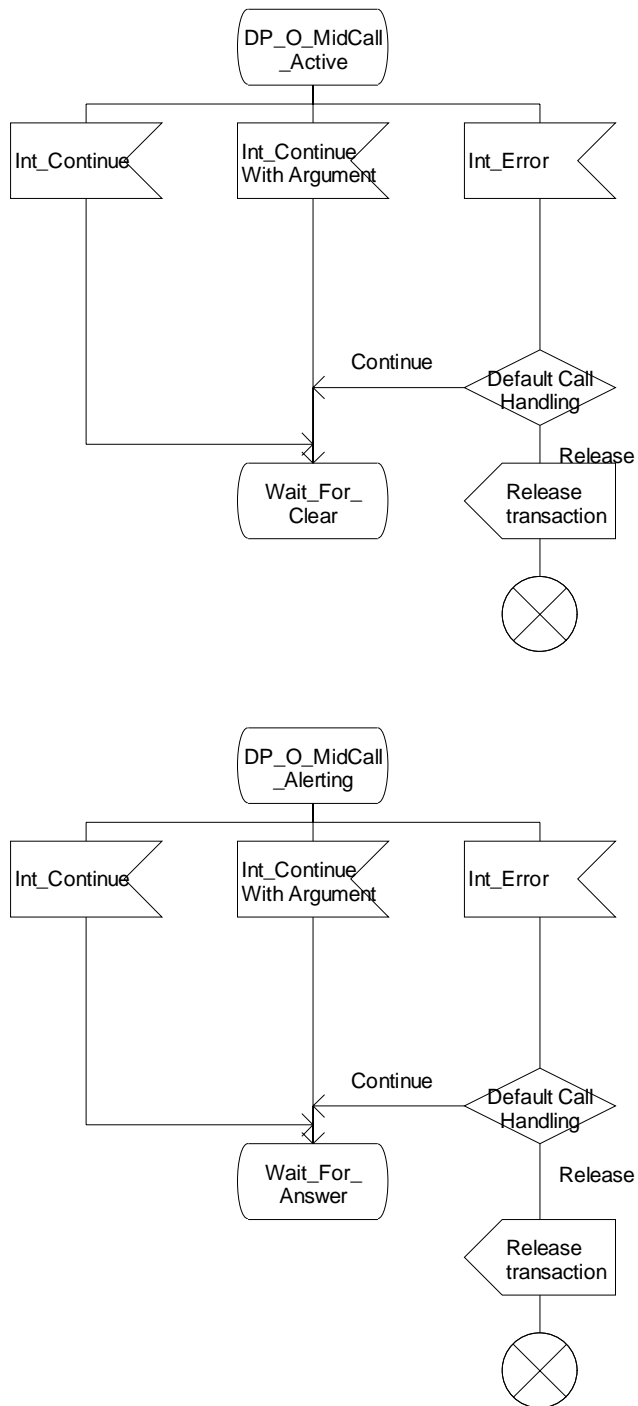 DP_O_MidCall
_Active
Int_Continue
Int_Continue
With Argument
Int_Error
Continue
Default Call
Handling
Release
Wait_For_
Clear
Release
transaction
DP_O_MidCall
_Alerting
Int_Continue
Int_Continue
With Argument
Int_Error
Continue
Default Call
Handling
Wait_For_
Answer
Release
Release
transaction